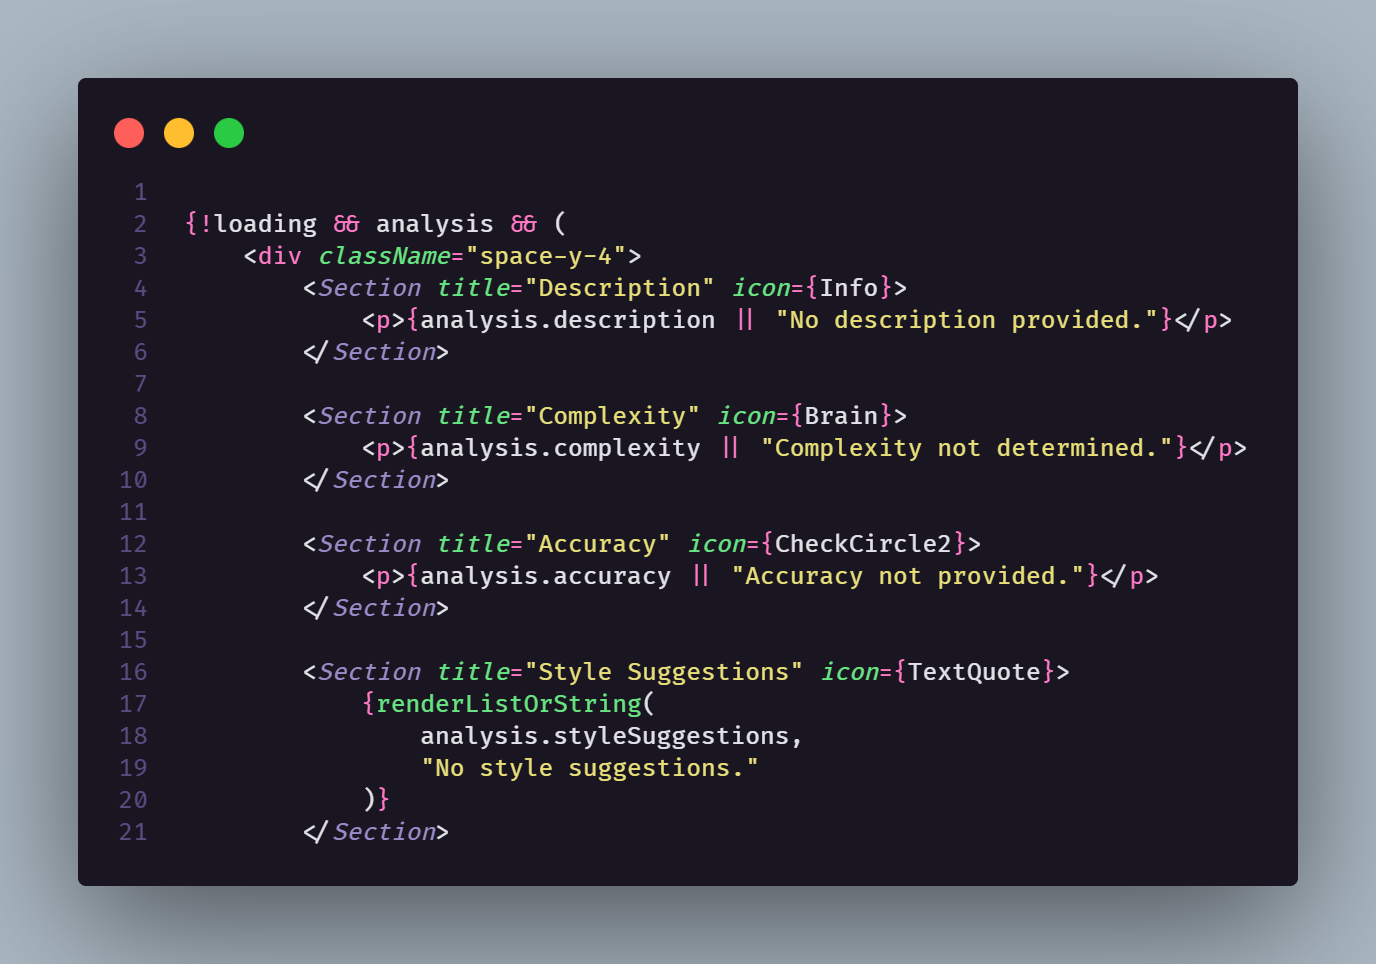 1
2 {!loading && analysis && (
3     <div className="space-y-4">
4         <Section title="Description" icon={Info}>
5             <p>{analysis.description || "No description provided."}</p>
6         </Section>
7
8         <Section title="Complexity" icon={Brain}>
9             <p>{analysis.complexity || "Complexity not determined."}</p>
10         </Section>
11
12         <Section title="Accuracy" icon={CheckCircle2}>
13             <p>{analysis.accuracy || "Accuracy not provided."}</p>
14         </Section>
15
16         <Section title="Style Suggestions" icon={TextQuote}>
17             {renderListOrString(
18                 analysis.styleSuggestions,
19                 "No style suggestions."
20             )}
21         </Section>